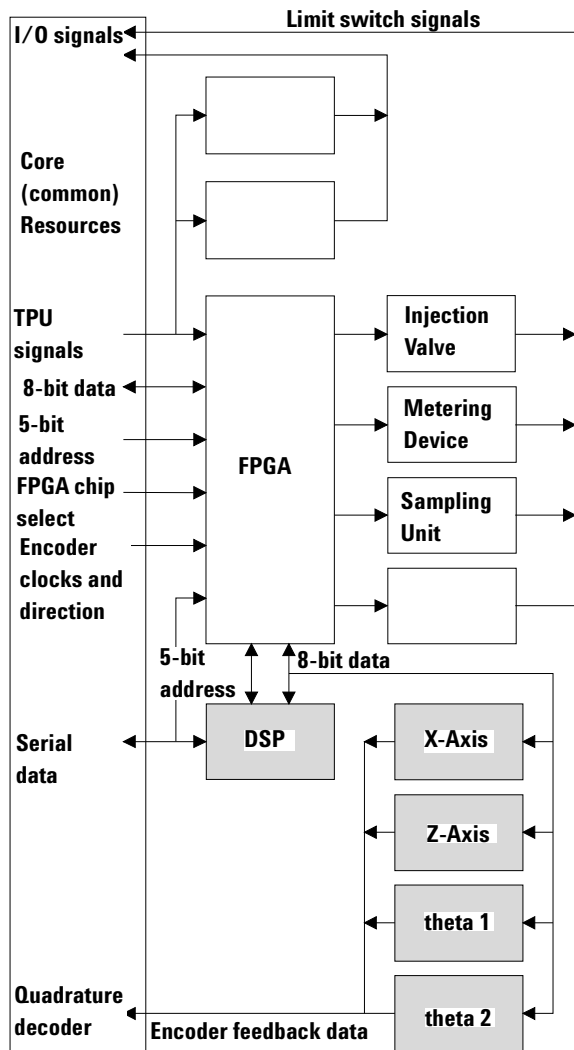 Limit switch signals
I/O signals
Core
(common)
Resources
TPU
signals
8-bit data
5-bit
address
FPGA chip
select
Encoder
clocks and
direction
FPGA
Injection
Valve
Metering
Device
Sampling
Unit
5-bit
address
8-bit data
Serial
data
DSP
X-Axis
Z-Axis
theta 1
theta 2
Quadrature
decoder
Encoder feedback data